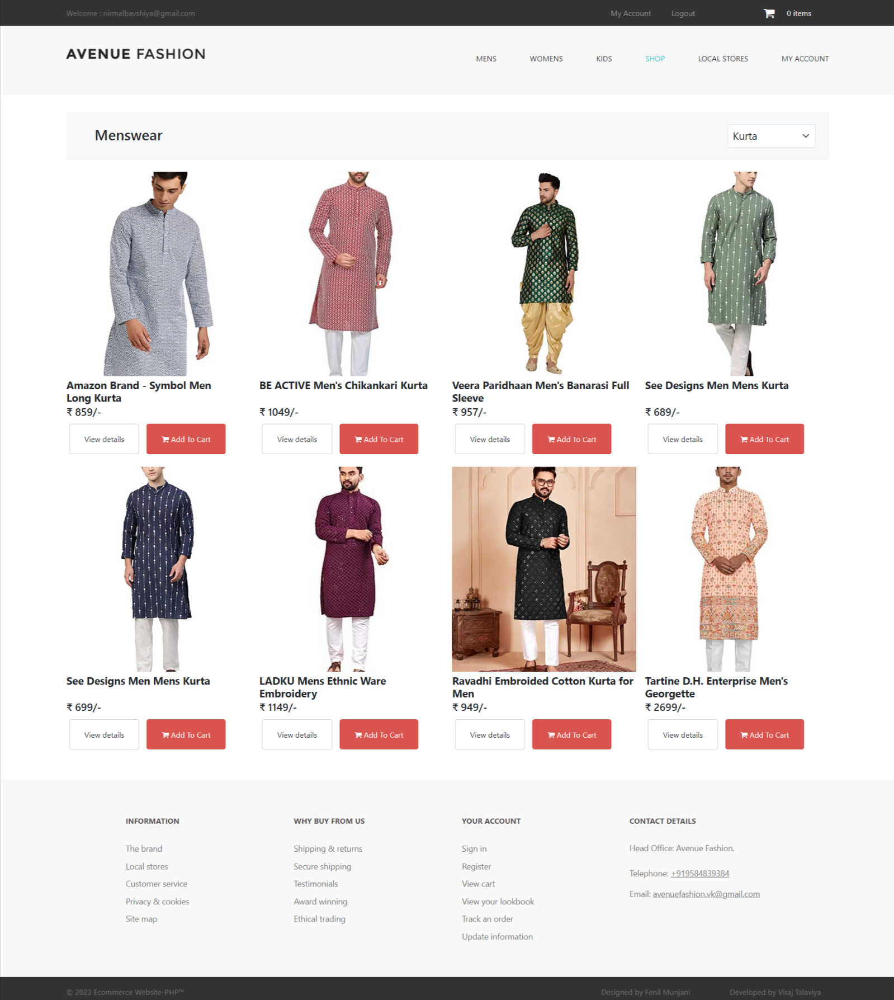 Welcome : nirmalbavshiya@gmail.com
My Account
Logout
0 items
AVENUE FASHION
MENS
WOMENS
KIDS
SHOP
LOCAL STORES
MY ACCOUNT
Menswear
Kurta
Amazon Brand - Symbol Men
Long Kurta
₹ 859/-
View details
Add To Cart
BE ACTIVE Men's Chikankari Kurta
₹ 1049/-
View details
Add To Cart
Veera Paridhaan Men's Banarasi Full
Sleeve
₹ 957/-
View details
Add To Cart
See Designs Men Mens Kurta
₹ 689/-
View details
Add To Cart
See Designs Men Mens Kurta
₹ 699/-
View details
Add To Cart
LADKU Mens Ethnic Ware
Embroidery
₹ 1149/-
View details
Add To Cart
Ravadhi Embroided Cotton Kurta for
Men
₹ 949/-
View details
Add To Cart
Tartine D.H. Enterprise Men's
Georgette
₹ 2699/-
View details
Add To Cart
INFORMATION
The brand
Local stores
Customer service
Privacy & cookies
Site map
WHY BUY FROM US
Shipping & returns
Secure shipping
Testimonials
Award winning
Ethical trading
YOUR ACCOUNT
Sign in
Register
View cart
View your lookbook
Track an order
Update information
CONTACT DETAILS
Head Office: Avenue Fashion.
Telephone: +919584839384
Email: avenuefashion.vk@gmail.com
© 2023 Ecommerce Website-PHP™
Designed by Fenil Munjani
Developed by Viraj Talaviya